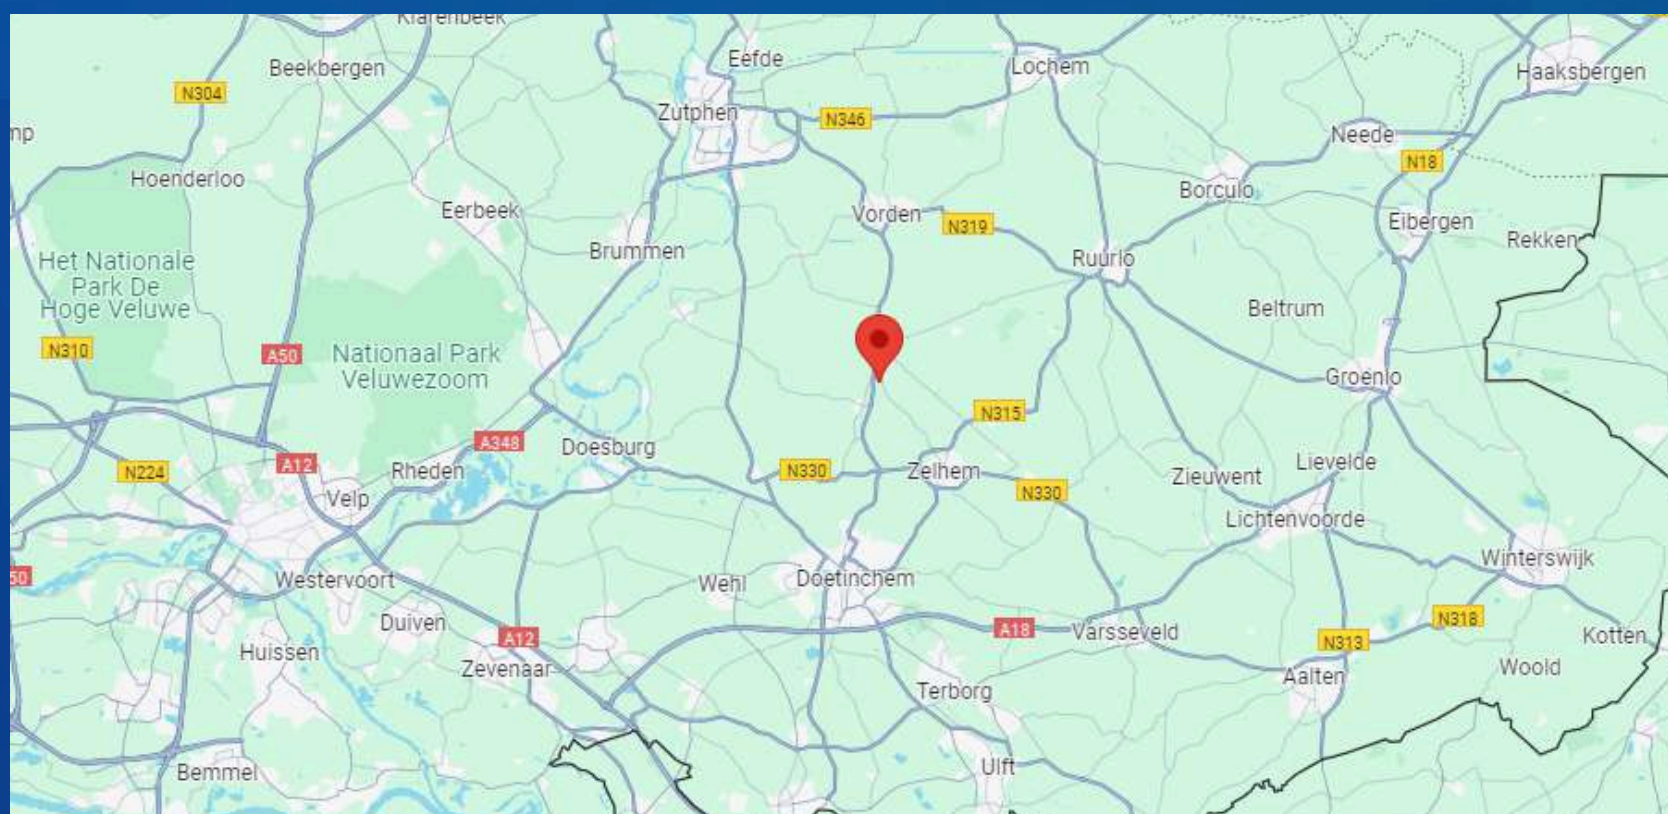 Klarenbeek
Eefde
Beekbergen
Lochem
Haaksbergen
N304
Zutphen
N346
Neede
N18
Hoenderloo
Borculo
Eerbeek
Vorden
N319
Eibergen
Rekken
Brummen
Ruurlo
Het Nationale
Park De
Hoge Veluwe
Beltrum
N310
A50
Nationaal Park
Veluwezoom
Groenlo
N315
A348
Doesburg
A12
N224
Rheden
N330
Zelhem
Lievelde
Zieuwent
Velp
N330
Lichtenvoorde
Winterswijk
50
Westervoort
Wehl
Doetinchem
Duiven
A12
A18
Varsseveld
N318
N313
Kotten
Huissen
Zevenaar
Woold
Aalten
Terborg
Bemmel
Ulft